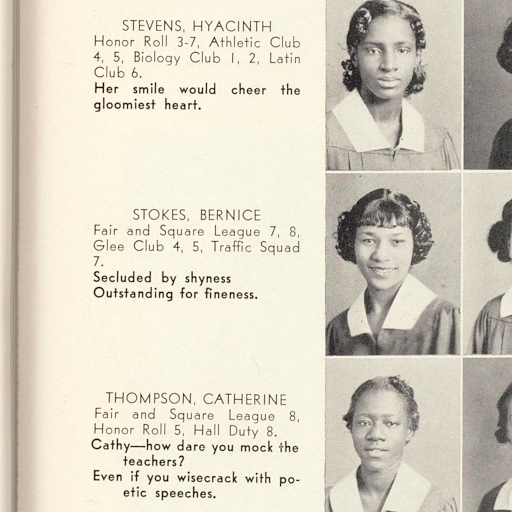 STEVENS, HYACINTH
Honor Roll 3-7, Athletic Club
4, 5, Biology Club 1, 2, Latin
Club 6.
Her smile would cheer the
gloomiest heart.
STOKES, BERNICE
Fair and Square League 7, 8,
Glee Club 4, 5, Traffic Squad
7.
Secluded by shyness
Outstanding for fineness.
THOMPSON, CATHERINE
Fair and Square League 8,
Honor Roll 5, Hall Duty 8.
Cathy—how dare you mock the
teachers?
Even if you wisecrack with po-
etic speeches.